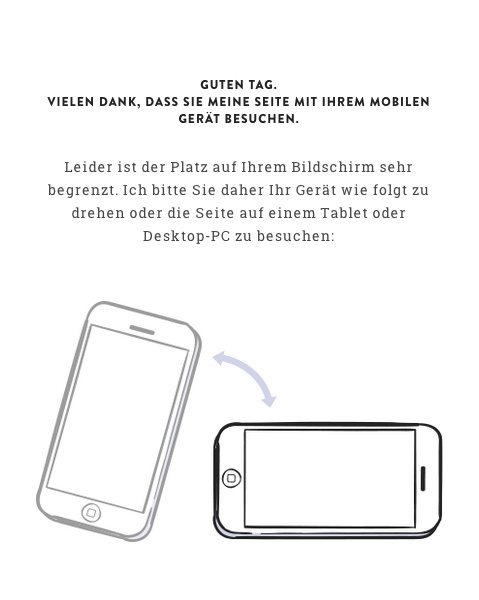 GUTEN TAG.
VIELEN DANK, DASS SIE MEINE SEITE MIT IHREM MOBILEN
GERÄT BESUCHEN.
Leider ist der Platz auf Ihrem Bildschirm sehr
begrenzt. Ich bitte Sie daher Ihr Gerät wie folgt zu
drehen oder die Seite auf einem Tablet oder
Desktop-PC zu besuchen: